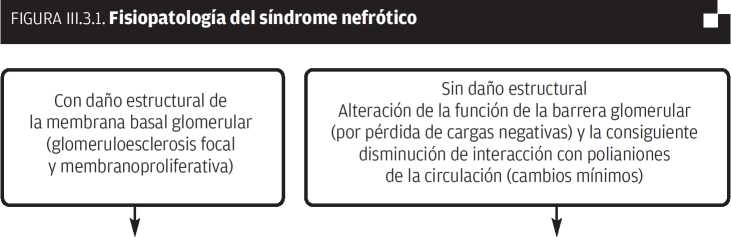 FIGURA III.3.1. Fisiopatología del síndrome nefrótico
Con daño estructural de
la membrana basal glomerular
(glomeruloesclerosis focal
y membranoproliferativa)
Sin daño estructural
Alteración de la función de la barrera glomerular
(por pérdida de cargas negativas) y la consiguiente
disminución de interacción con polianiones
de la circulación (cambios mínimos)